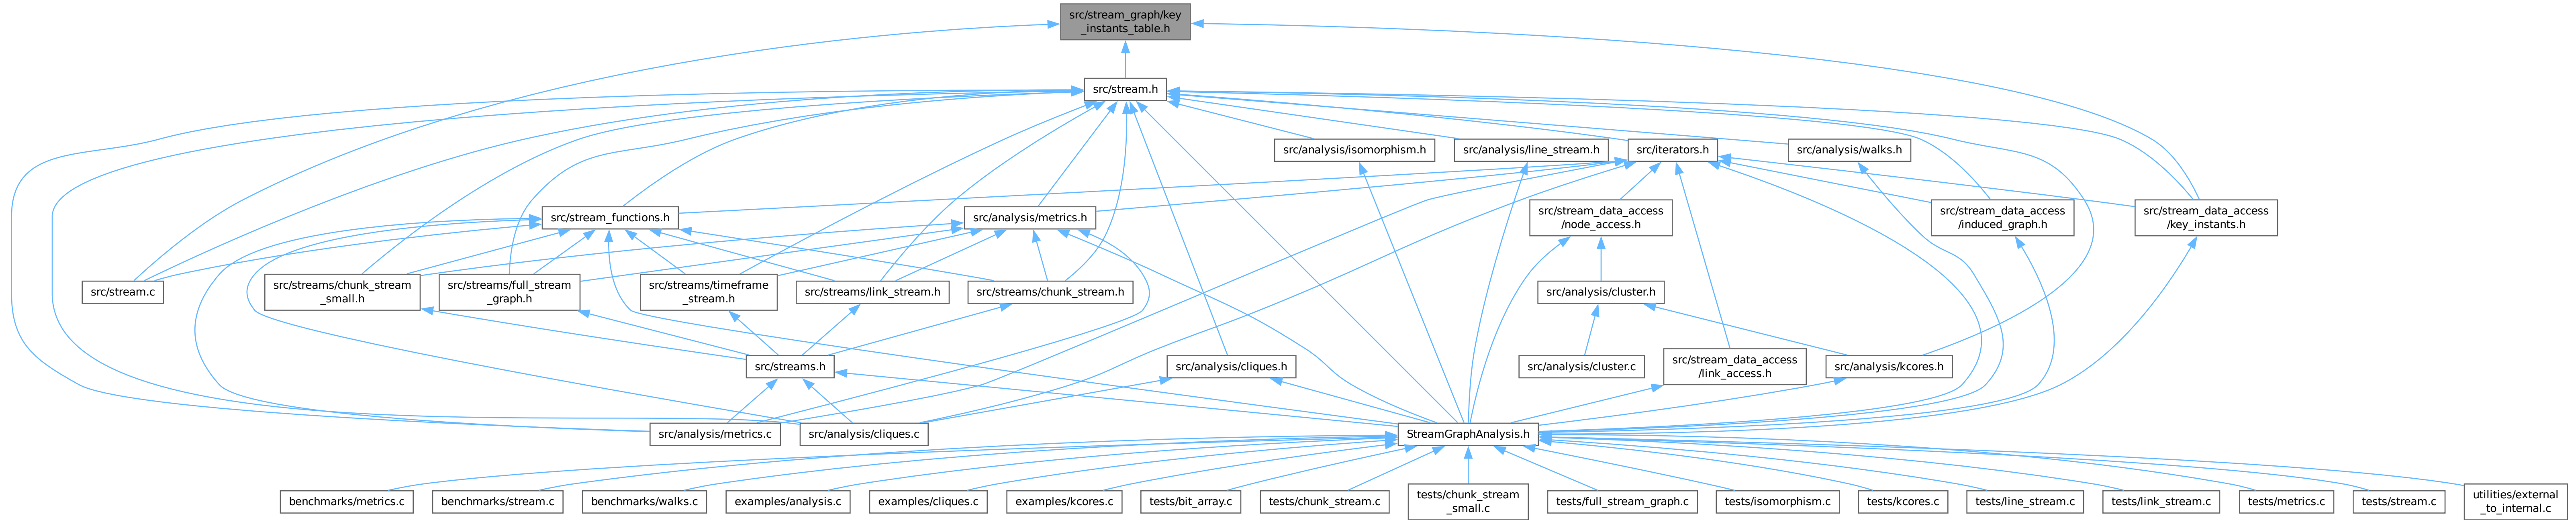 src/stream_graph/key
_instants_table.h
src/stream.h
src/analysis/isomorphism.h
src/analysis/line_stream.h
src/iterators.h
src/analysis/walks.h
src/stream_functions.h
src/analysis/metrics.h
src/stream_data_access
/node_access.h
src/stream_data_access
/induced_graph.h
src/stream_data_access
/key_instants.h
src/stream.c
src/streams/chunk_stream
_small.h
src/streams/full_stream
_graph.h
src/streams/timeframe
_stream.h
src/streams/link_stream.h
src/streams/chunk_stream.h
src/analysis/cluster.h
src/streams.h
src/analysis/cliques.h
src/analysis/cluster.c
src/stream_data_access
/link_access.h
src/analysis/kcores.h
src/analysis/metrics.c
src/analysis/cliques.c
StreamGraphAnalysis.h
benchmarks/metrics.c
benchmarks/stream.c
benchmarks/walks.c
examples/analysis.c
examples/cliques.c
examples/kcores.c
tests/bit_array.c
tests/chunk_stream.c
tests/chunk_stream
_small.c
tests/full_stream_graph.c
tests/isomorphism.c
tests/kcores.c
tests/line_stream.c
tests/link_stream.c
tests/metrics.c
tests/stream.c
utilities/external
_to_internal.c